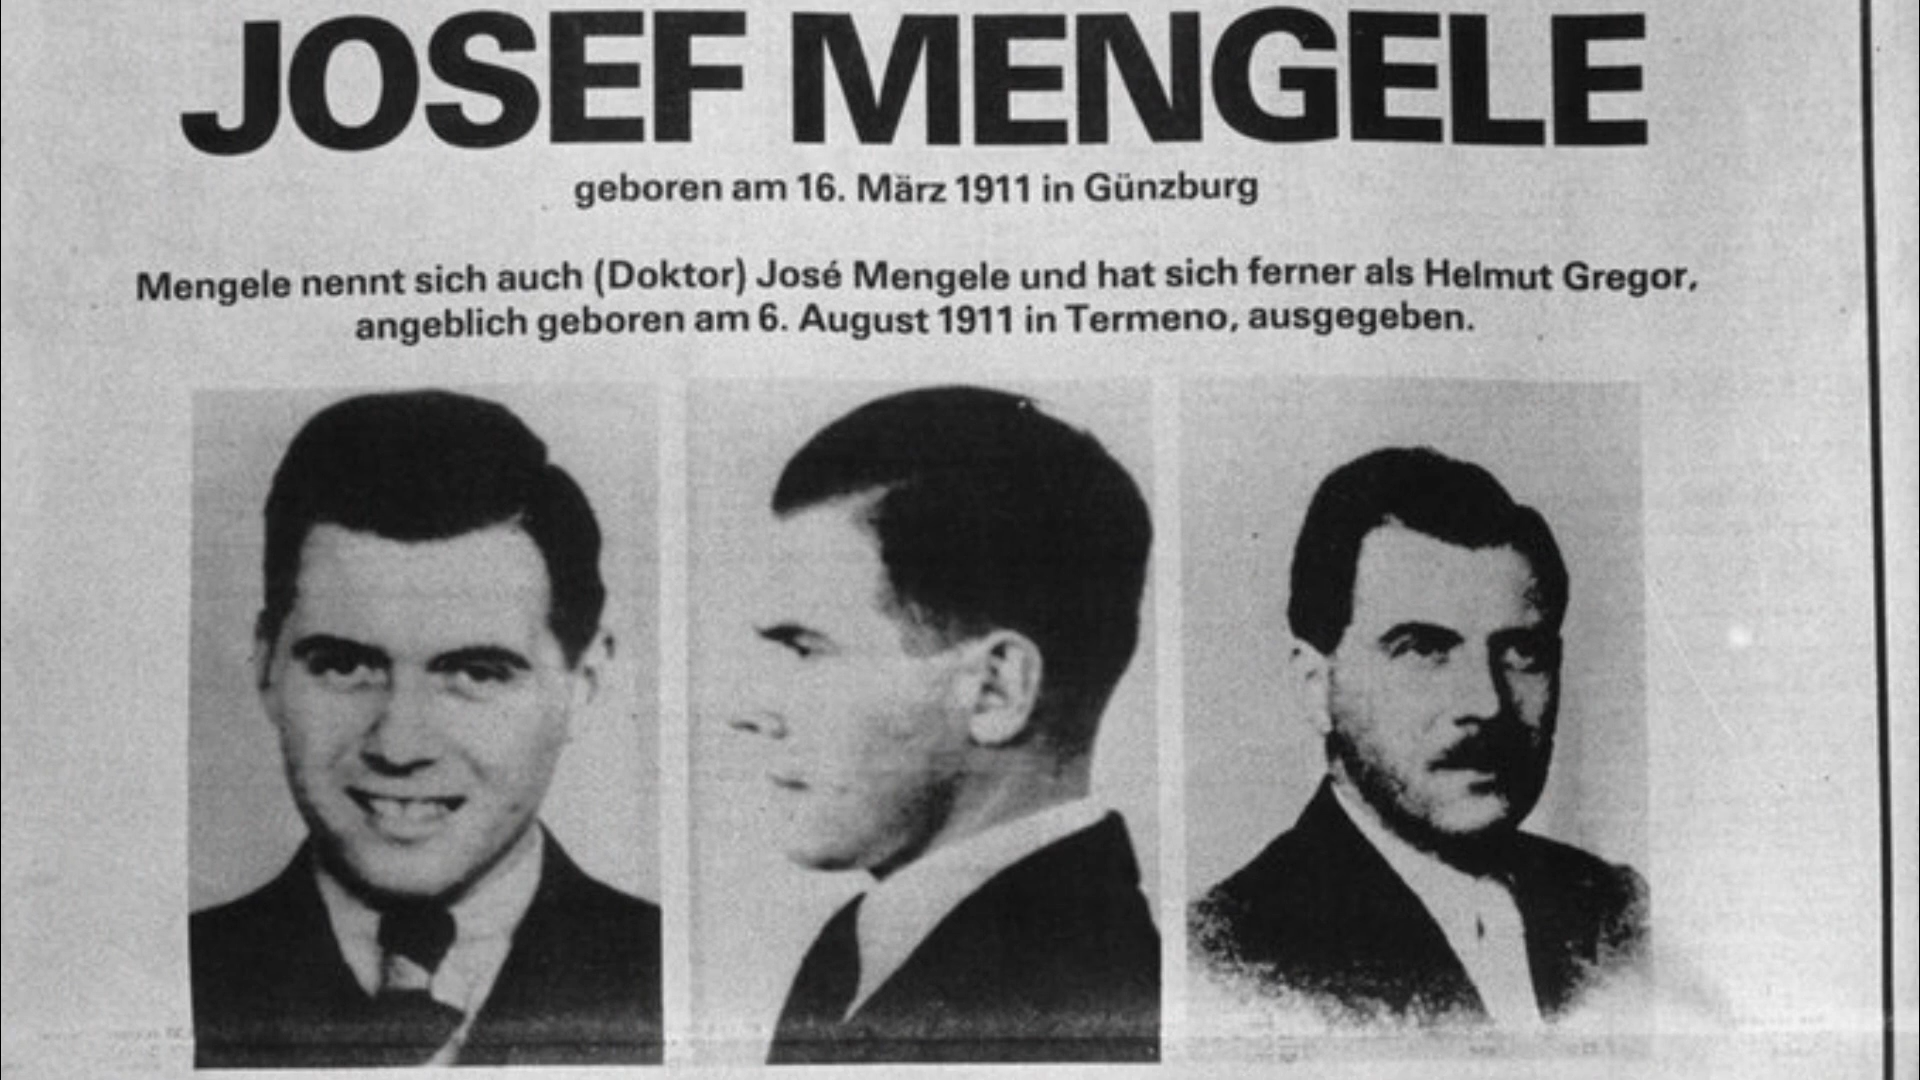 JOSEF MENGELE
geboren am 16. März 1911 in Günzburg
Mengele nennt sich auch (Doktor) José Mengele und hat sich ferner als Helmut Gregor,
angeblich geboren am 6. August 1911 in Termeno, ausgegeben.